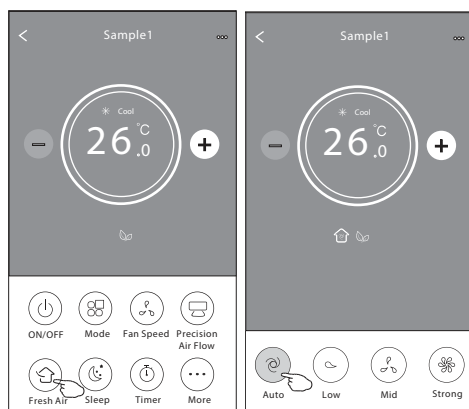 Sample1
Cool
26.0 °C
ON/OFF Mode Fan Speed Precision
Air Flow
Fresh Air Sleep Timer More
Sample1
Cool
26.0 °C
Auto Low Mid Strong